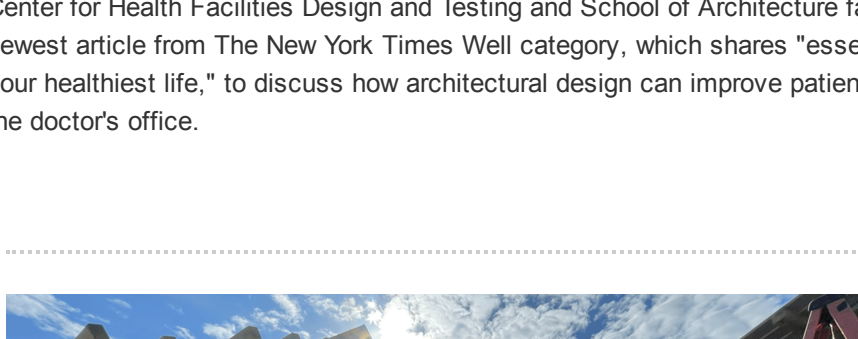 Center for Health Facilities Design and Testing and School of Architecture fa
ewest article from The New York Times Well category, which shares "esse
our healthiest life," to discuss how architectural design can improve patien
he doctor's office.